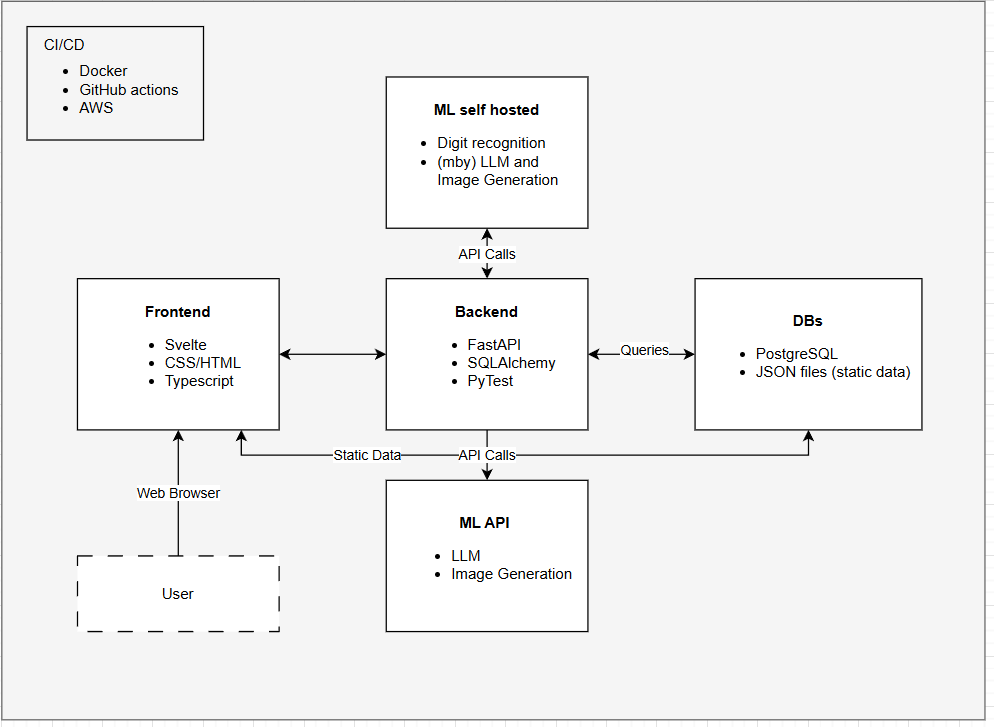 CI/CD
Docker
GitHub actions
AWS
ML self hosted
Digit recognition
(mby) LLM and
Image Generation
API Calls
Frontend
Svelte
CSS/HTML
Typescript
Backend
FastAPI
SQLAlchemy
PyTest
Queries
DBs
PostgreSQL
JSON files (static data)
Static Data
API Calls
Web Browser
User
ML API
LLM
Image Generation